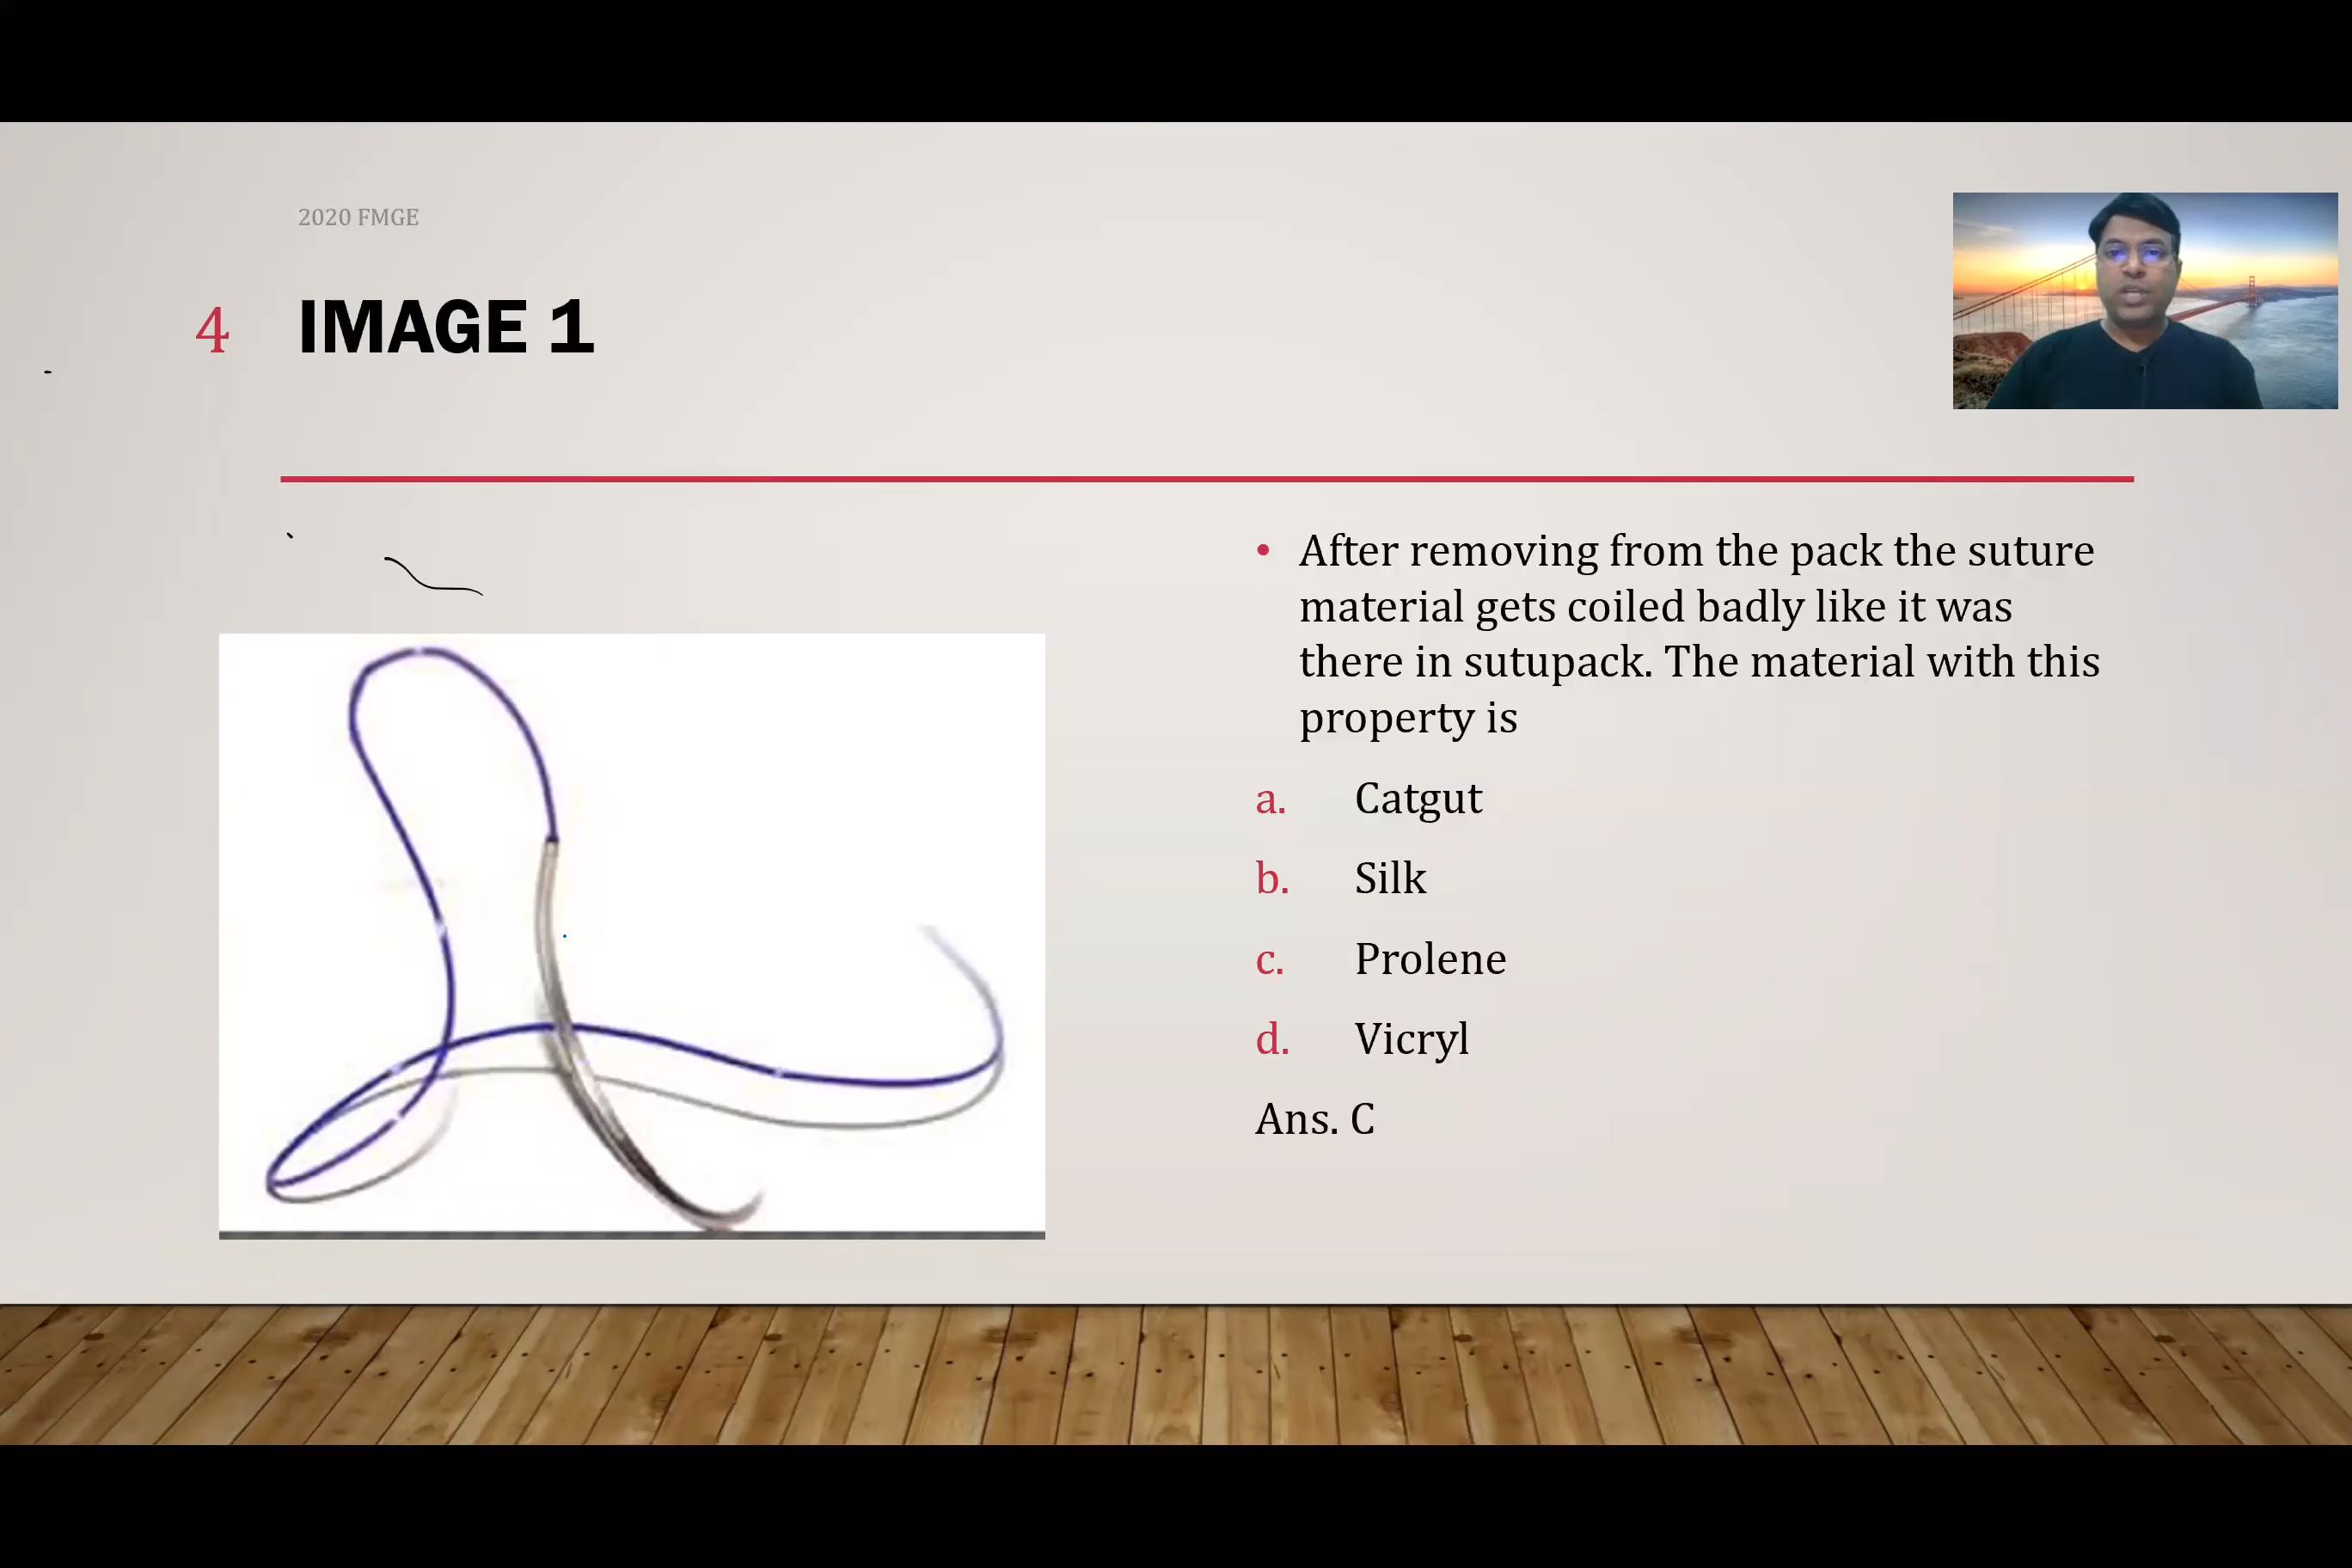 2020 FMGE
4 IMAGE 1
• After removing from the pack the suture
material gets coiled badly like it was
there in sutupack. The material with this
property is
a. Catgut
b. Silk
c. Prolene
d. Vicryl
Ans. C